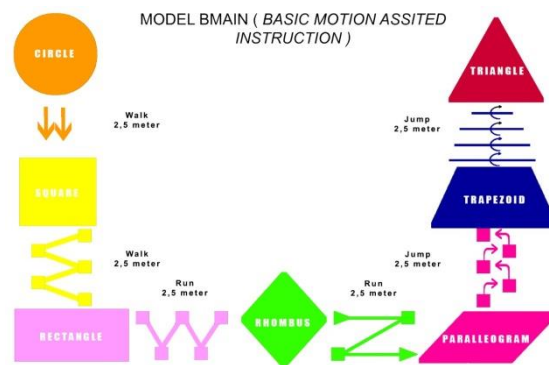 MODEL BMAIN ( BASIC MOTION ASSITED
INSTRUCTION )
CIRCLE
Walk
2,5 meter
SQUARE
Walk
2,5 meter
RECTANGLE
Run
2,5 meter
RHOMBUS
Run
2,5 meter
PARALLEOGRAM
Jump
2,5 meter
TRAPEZOID
Jump
2,5 meter
TRIANGLE